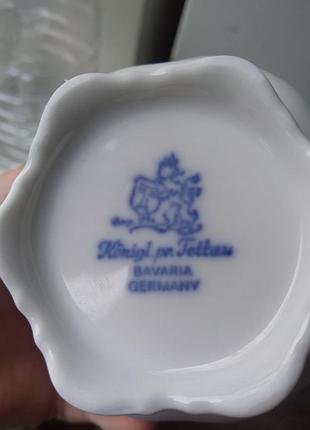 Königl. pr. Tettau
BAVARIA
GERMANY